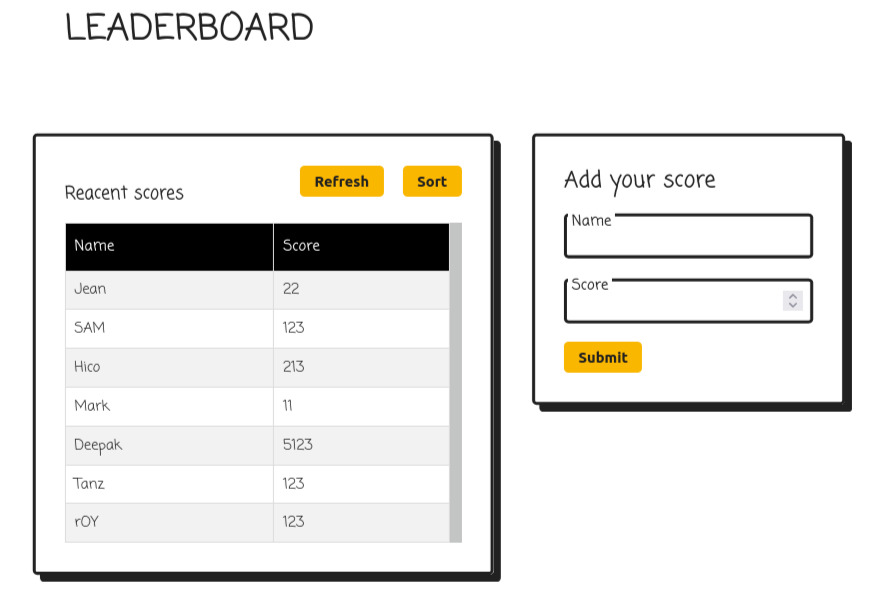 LEADERBOARD
Reacent scores
Refresh
Sort
Name Score
Jean 22
SAM 123
Hico 213
Mark 11
Deepak 5123
Tanz 123
rOY 123
Add your score
Name
Score
Submit